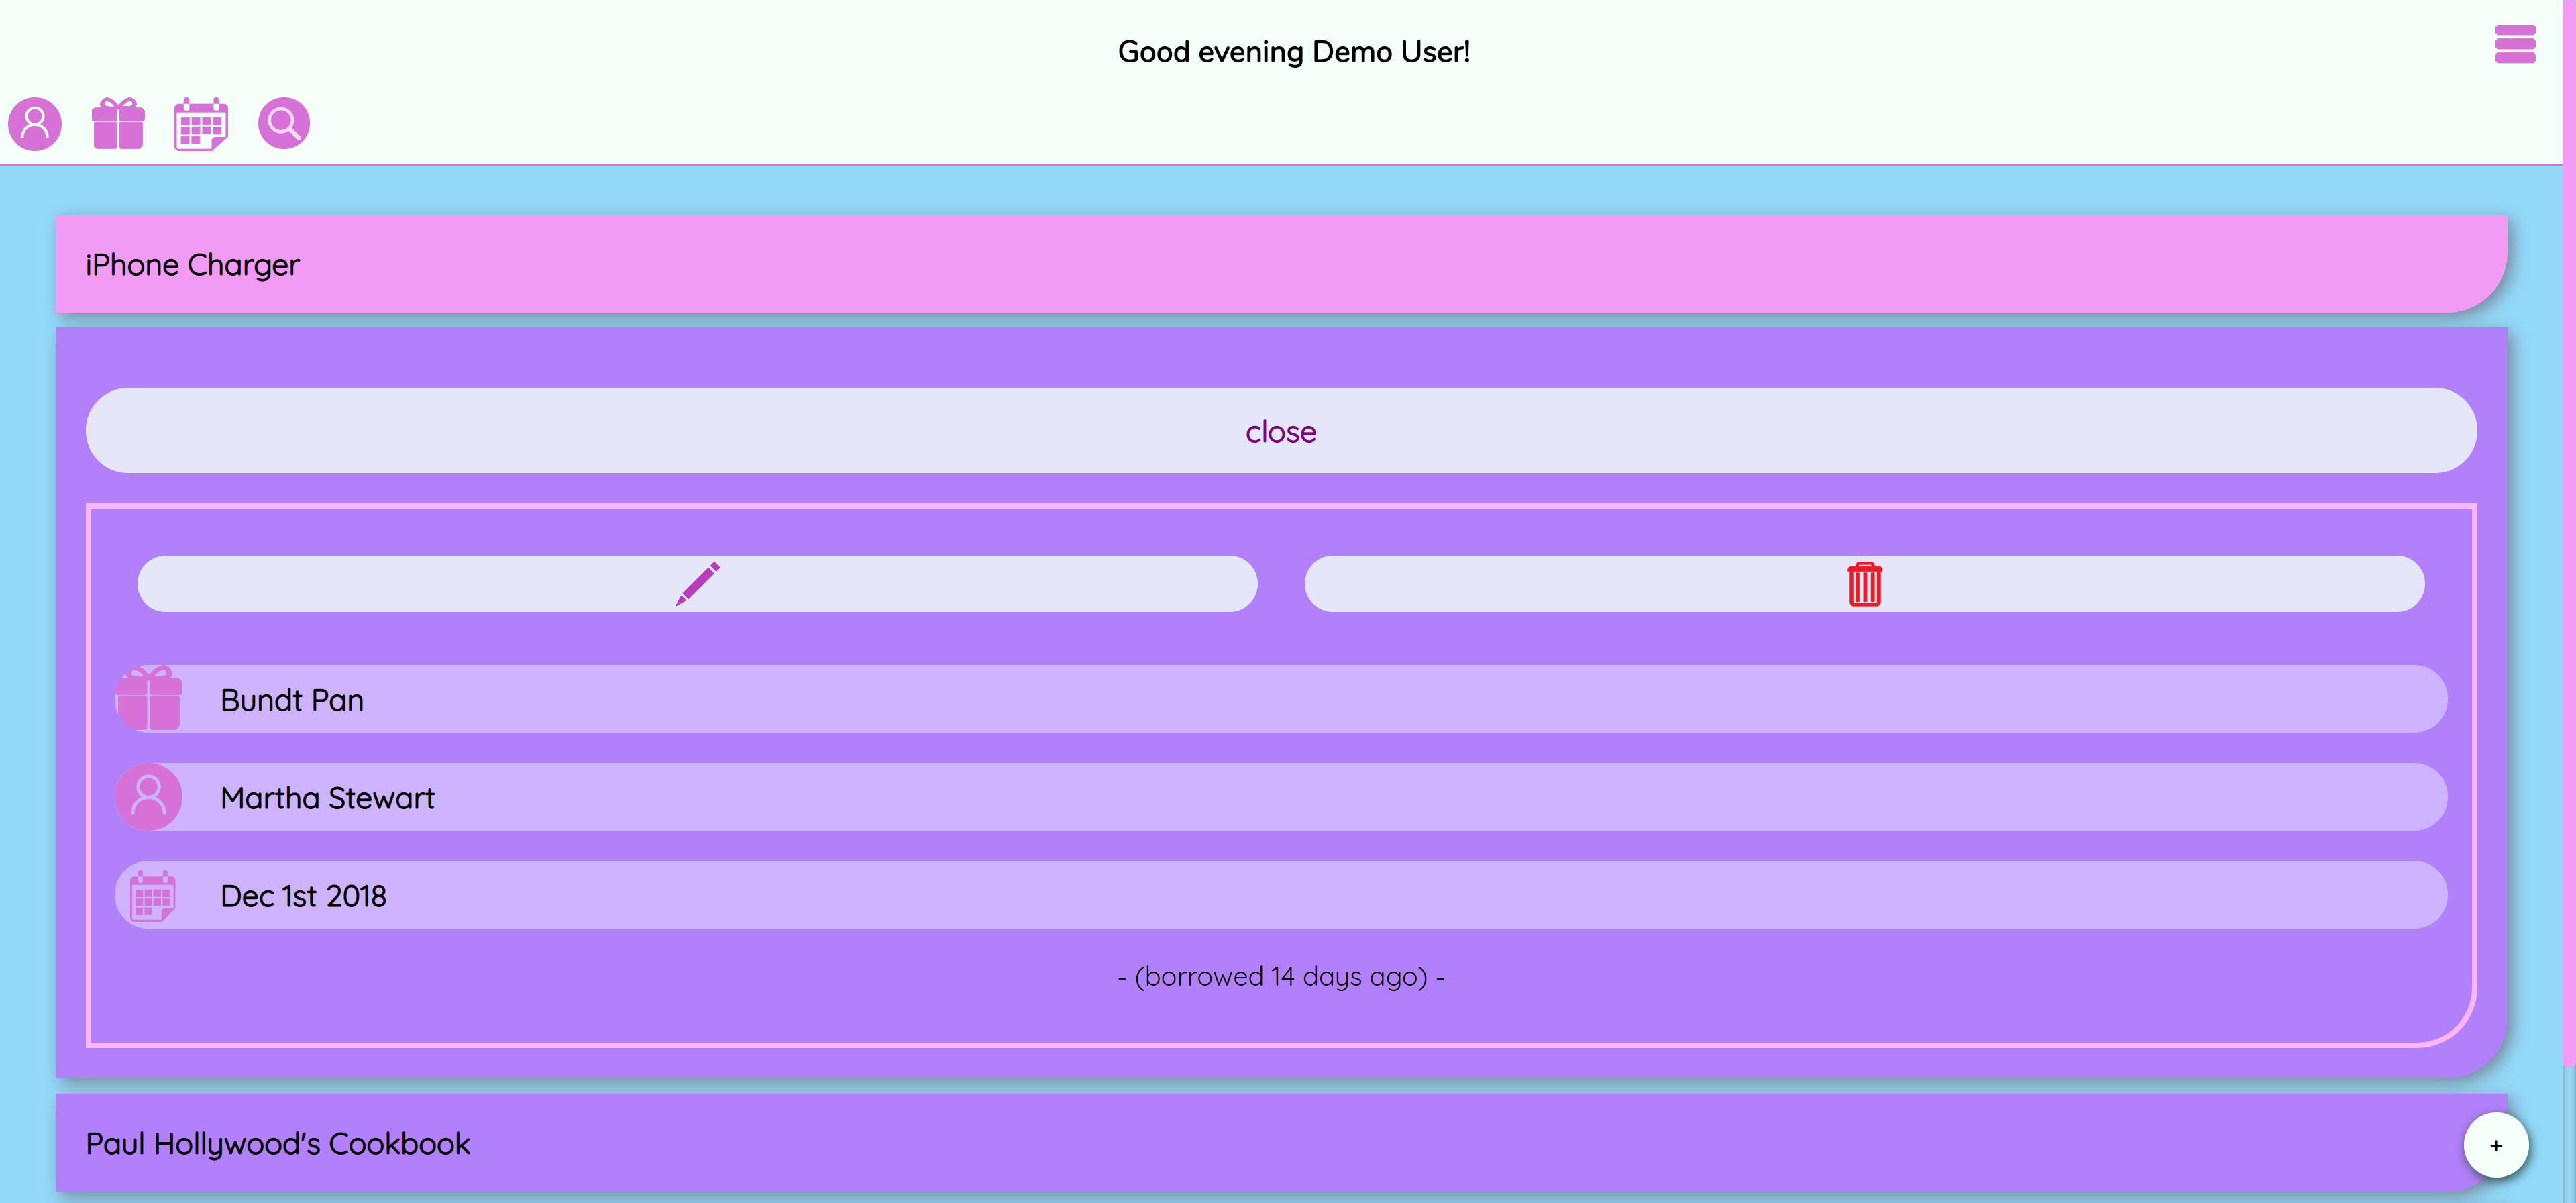 Good evening Demo User!
iPhone Charger
close
Bundt Pan
Martha Stewart
Dec 1st 2018
- (borrowed 14 days ago) -
Paul Hollywood's Cookbook
+